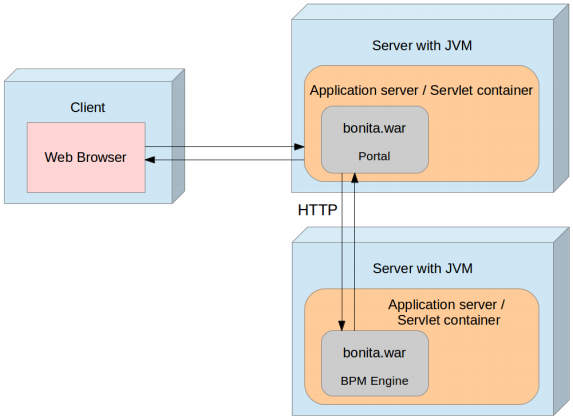 Client
Web Browser
Server with JVM
Application server / Servlet container
bonita.war
Portal
HTTP
Server with JVM
Application server /
Servlet container
bonita.war
BPM Engine